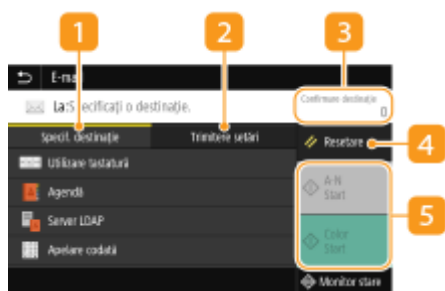 1
2
3
E-ma
La:S ecificați o destinație.
Confirmare destinație
0
Specif. destinație
Trimitere setări
Resetare
4
Utilizare tastatură
Agendă
Server LDAP
Apelare codată
A-N
Start
Color
Start
5
Monitor stare